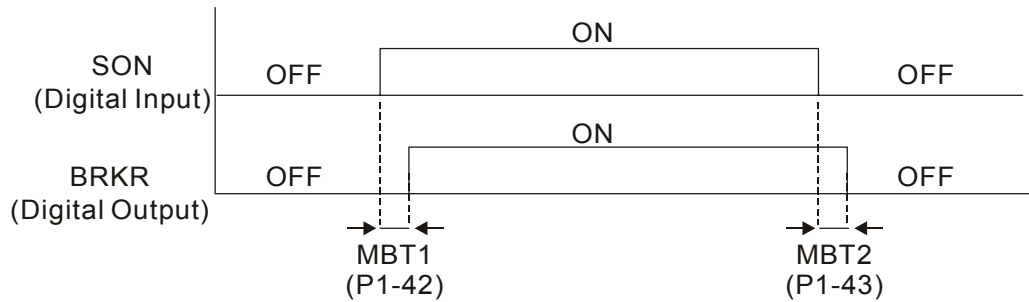 ON
SON
(Digital Input)
OFF
OFF
ON
BRKR
(Digital Output)
OFF
OFF
MBT1
(P1-42)
MBT2
(P1-43)